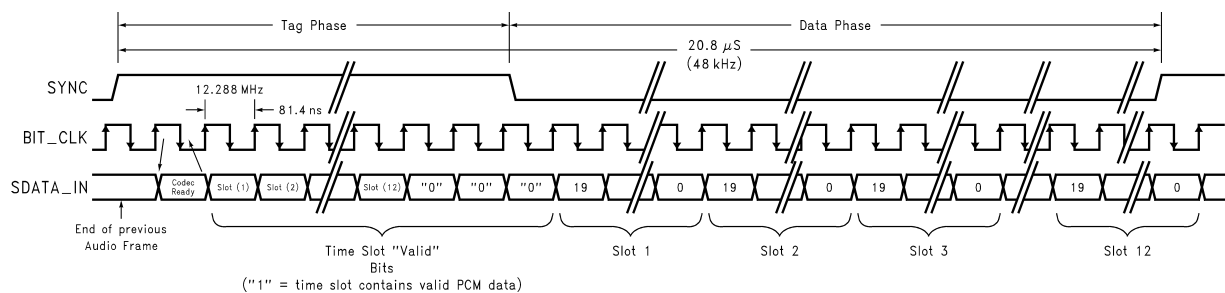 Tag Phase
Data Phase
20.8 μS
(48 kHz)
SYNC
12.288 MHz
81.4 ns
BIT_CLK
SDATA_IN
Codec
Ready
Slot (1)
Slot (2)
Slot (12)
"0"
"0"
"0"
19
0
19
0
19
0
19
0
End of previous
Audio Frame
Time Slot "Valid"
Bits
("1" = time slot contains valid PCM data)
Slot 1
Slot 2
Slot 3
Slot 12